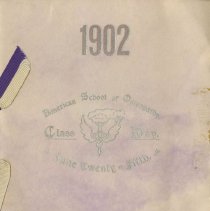 1902
American School of Osteopathy
Class Day.
June Twenty-Fifth.